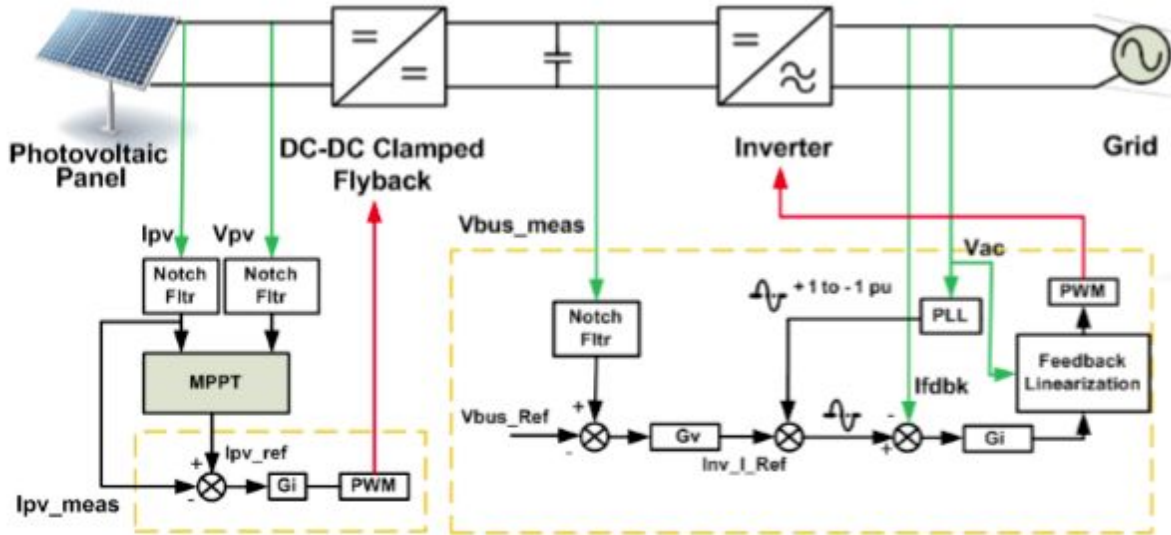 Photovoltaic
Panel
DC-DC Clamped
Flyback
Inverter
Grid
Ipv
Vpv
Notch
Fltr
Notch
Fltr
MPPT
Ipv_ref
+
-
Gi
PWM
Ipv_meas
Vbus_meas
Notch
Fltr
Vbus_Ref
+
-
Gv
Inv_I_Ref
+ 1 to - 1 pu
PLL
Vac
Ifdbk
-
+
Gi
Feedback
Linearization
PWM